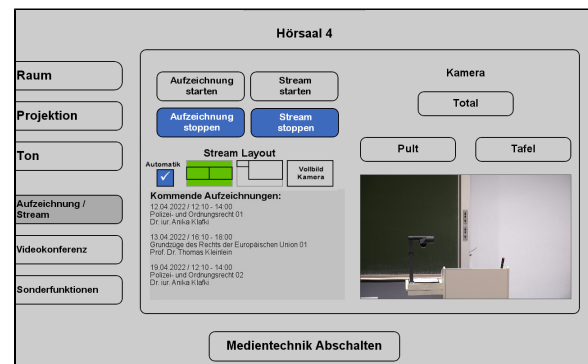 Hörsaal 4
Raum
Projektion
Ton
Aufzeichnung /
Stream
Videokonferenz
Sonderfunktionen
Aufzeichnung
starten
Stream
starten
Aufzeichnung
stoppen
Stream
stoppen
Stream Layout
Automatik
Vollbild
Kamera
Kommende Aufzeichnungen:
12.04.2022 / 12:10 - 14:00
Polizei- und Ordnungsrecht 01
Dr. iur. Anika Klafki
13.04.2022 / 16:10 - 18:00
Grundzüge des Rechts der Europäischen Union 01
Prof. Dr. Thomas Kleinlein
19.04.2022 / 12:10 - 14:00
Polizei- und Ordnungsrecht 02
Dr. iur. Anika Klafki
Kamera
Total
Pult
Tafel
Medientechnik Abschalten